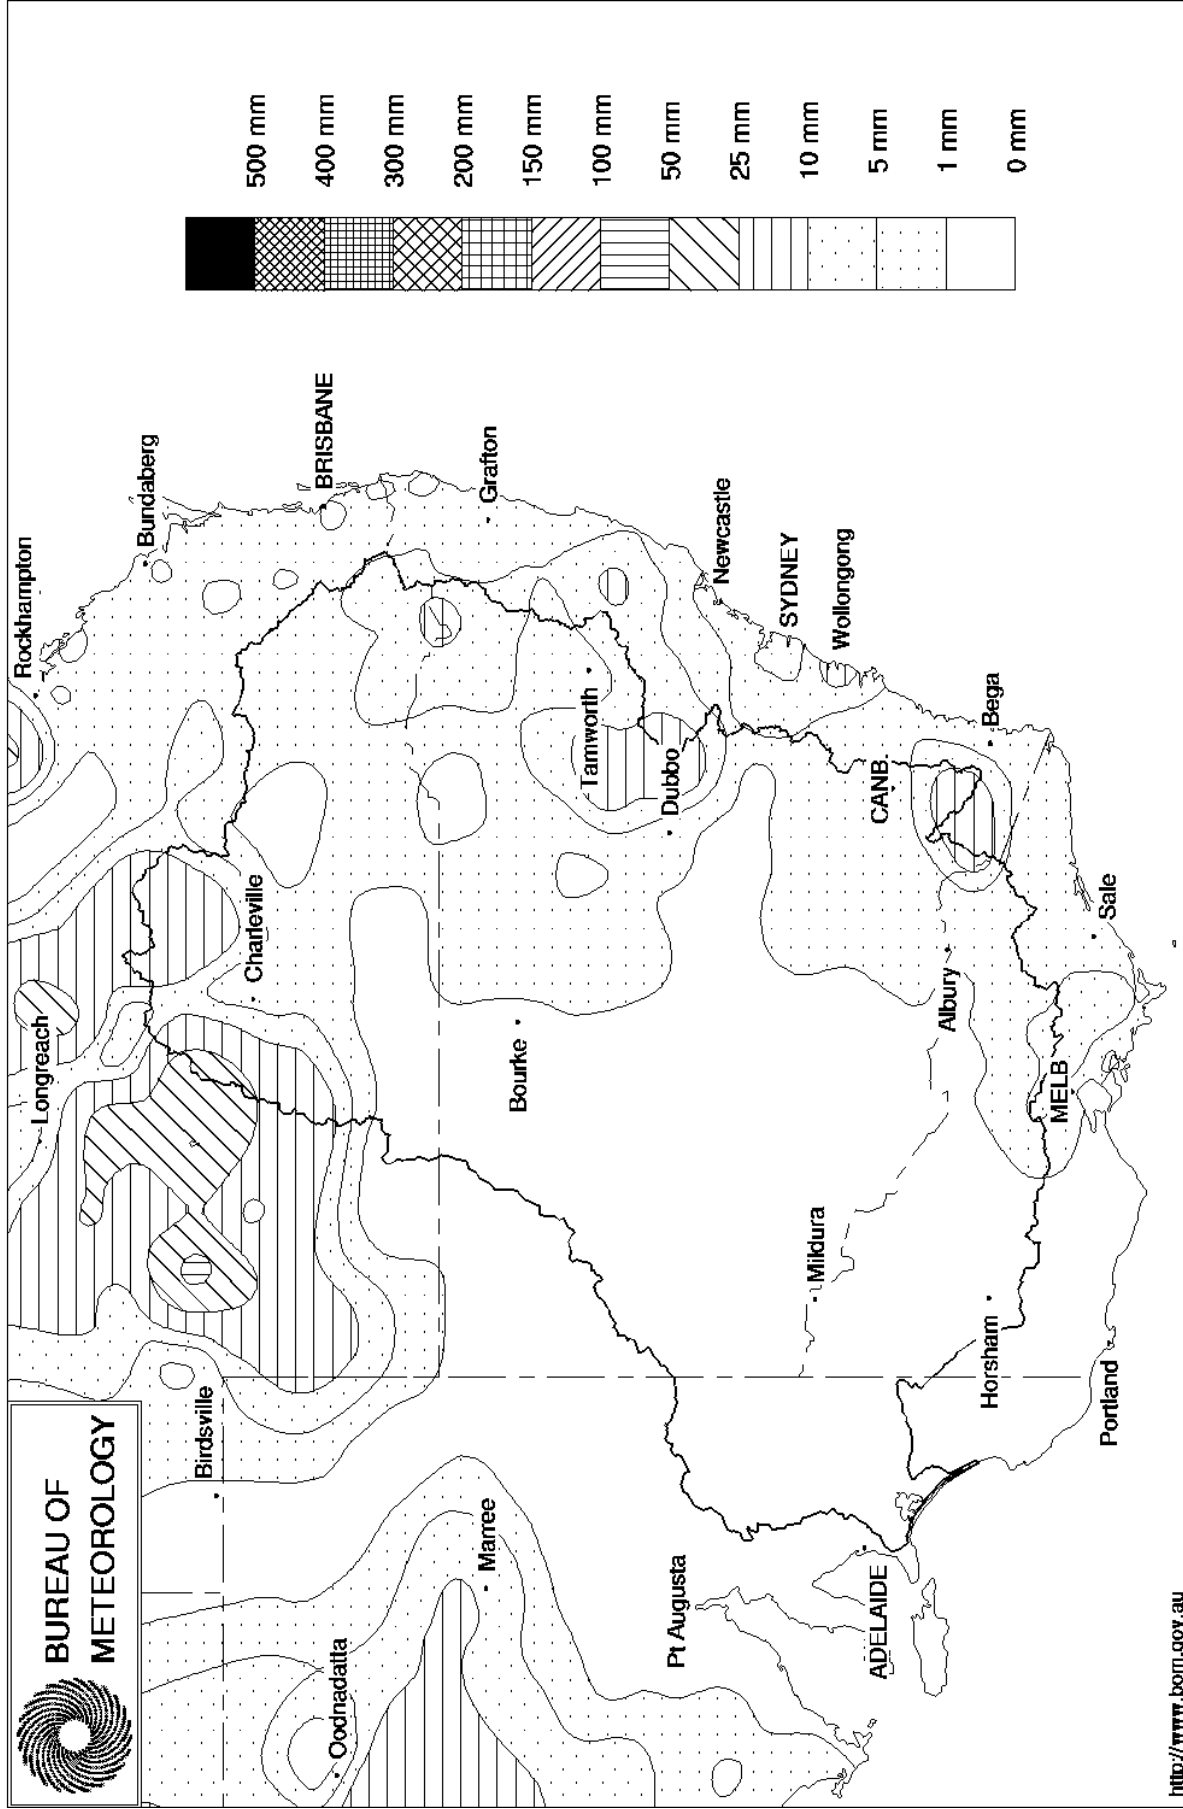 BUREAU OF
METEOROLOGY
500 mm
400 mm
300 mm
200 mm
150 mm
100 mm
50 mm
25 mm
10 mm
5 mm
1 mm
0 mm
Rockhampton
Bundaberg
BRISBANE
Grafton
Newcastle
SYDNEY
Wollongong
Bega
Longreach
Charleville
Tamworth
Dubbo
CANB.
Sale
Bourke
Albury
MELB
Mildura
Horsham
Portland
Birdsville
Marree
Oodnadatta
Pt Augusta
ADELAIDE
http://www.bom.gov.au